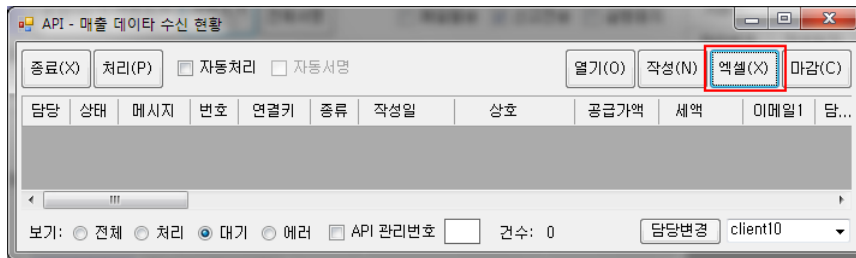 API - 매출 데이타 수신 현황
종료(X) 처리(P) 자동처리 자동서명 열기(O) 작성(N) 엑셀(X) 마감(C)
담당 상태 메시지 번호 연결키 종류 작성일 상호 공급가액 세액 이메일1 담...
보기: 전체 처리 대기 에러 API 관리번호 건수: 0 담당변경 client10